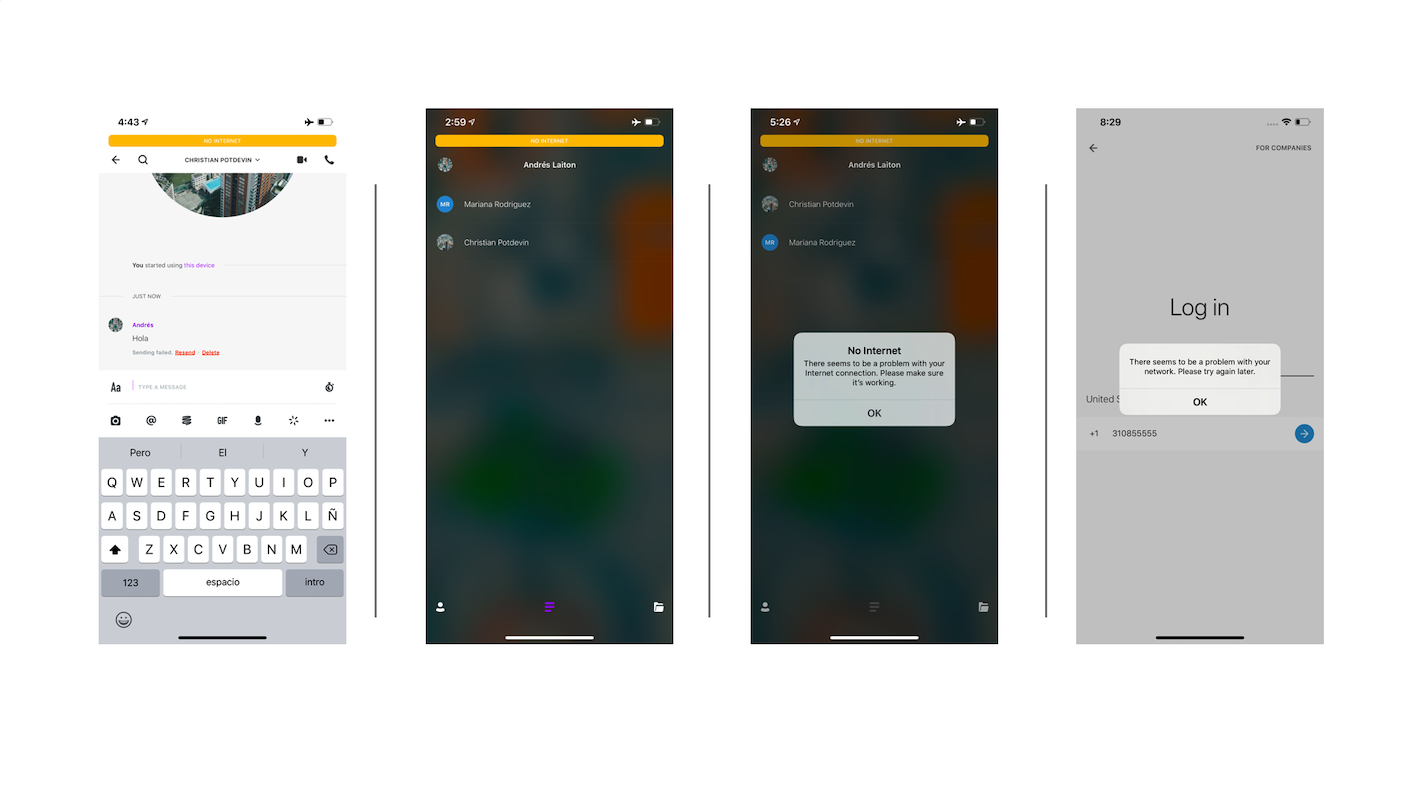 4:43
NO INTERNET
CHRISTIAN POTDEVIN
You started using this device
JUST NOW
Andrés
Hola
Sending failed. Resend · Delete
Aa TYPE A MESSAGE
@ GIF
Pero El Y
Q W E R T Y U I O P
A S D F G H J K L Ñ
Z X C V B N M
123 espacio intro
2:59
NO INTERNET
Andrés Laiton
MR Mariana Rodriguez
Christian Potdevin
5:26
NO INTERNET
Andrés Laiton
Christian Potdevin
MR Mariana Rodriguez
No Internet
There seems to be a problem with your
Internet connection. Please make sure
it's working.
OK
8:29
FOR COMPANIES
Log in
There seems to be a problem with your
network. Please try again later.
OK
United S
+1 310855555